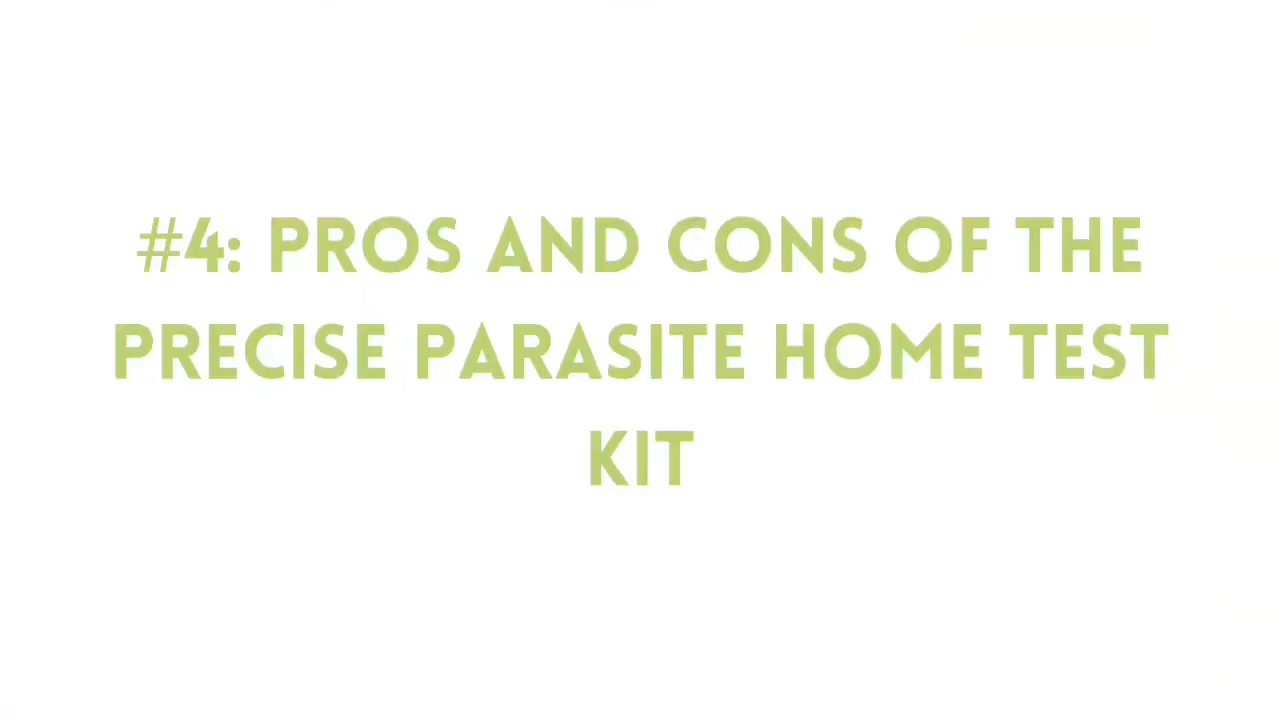 #4: PROS AND CONS OF THE
PRECISE PARASITE HOME TEST
KIT